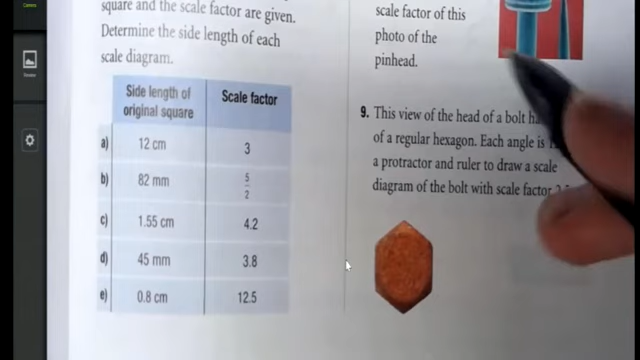 square and the scale factor are given.
Determine the side length of each
scale diagram.
Side length of
original square
Scale factor
a) 12 cm 3
b) 82 mm 5/2
c) 1.55 cm 4.2
d) 45 mm 3.8
e) 0.8 cm 12.5
scale factor of this
photo of the
pinhead.
9. This view of the head of a bolt
of a regular hexagon. Each angle is
a protractor and ruler to draw a scale
diagram of the bolt with scale factor